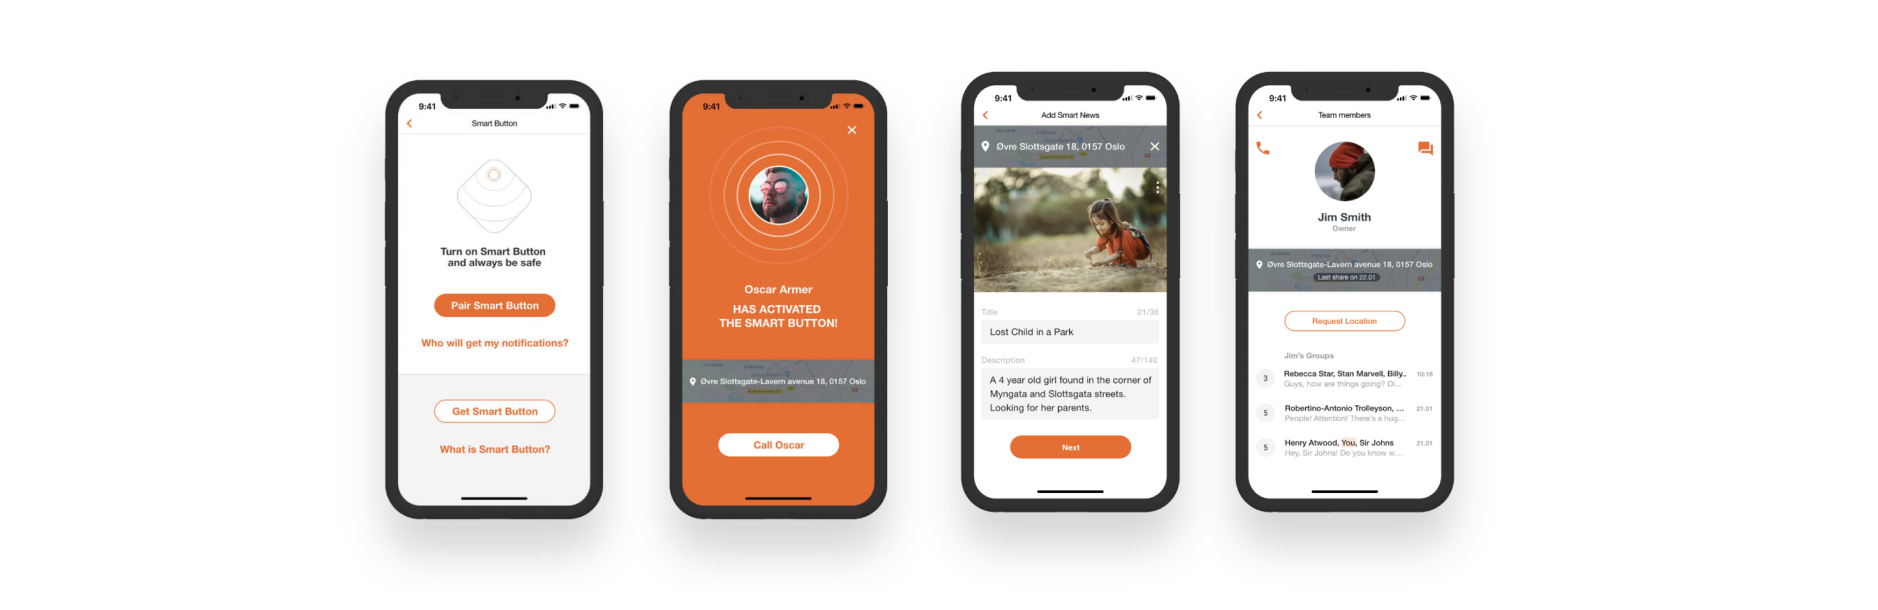 9:41
Smart Button
Turn on Smart Button
and always be safe
Pair Smart Button
Who will get my notifications?
Get Smart Button
What is Smart Button?
9:41
Oscar Armer
HAS ACTIVATED
THE SMART BUTTON!
Øvre Slottsgate-Lavern avenue 18, 0157 Oslo
Call Oscar
9:41
Add Smart News
Øvre Slottsgate 18, 0157 Oslo
Title 21/36
Lost Child in a Park
Description 47/140
A 4 year old girl found in the corner of
Myngata and Slottsgata streets.
Looking for her parents.
Next
9:41
Team members
Jim Smith
Owner
Øvre Slottsgate-Lavern avenue 18, 0157 Oslo
Last share on 22.01
Request Location
Jim's Groups
3 Rebecca Star, Stan Marvell, Billy.. 10:18
Guys, how are things going? Di...
5 Robertino-Antonio Trolleyson, ... 21.01
People! Attention! There's a hug...
5 Henry Atwood, You, Sir Johns 21.01
Hey, Sir Johns! Do you know w...